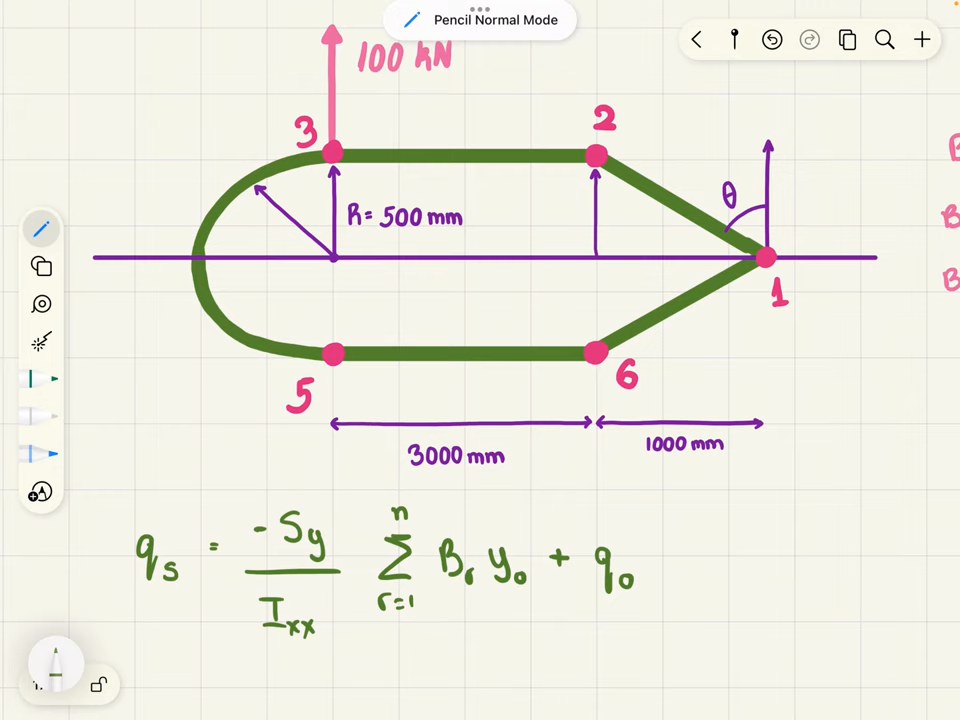 Pencil Normal Mode
100 kN
3
2
θ
R = 500 mm
1
5
6
3000 mm
1000 mm
qs = -Sy / Ixx n Σ r=1 Br yo + qo